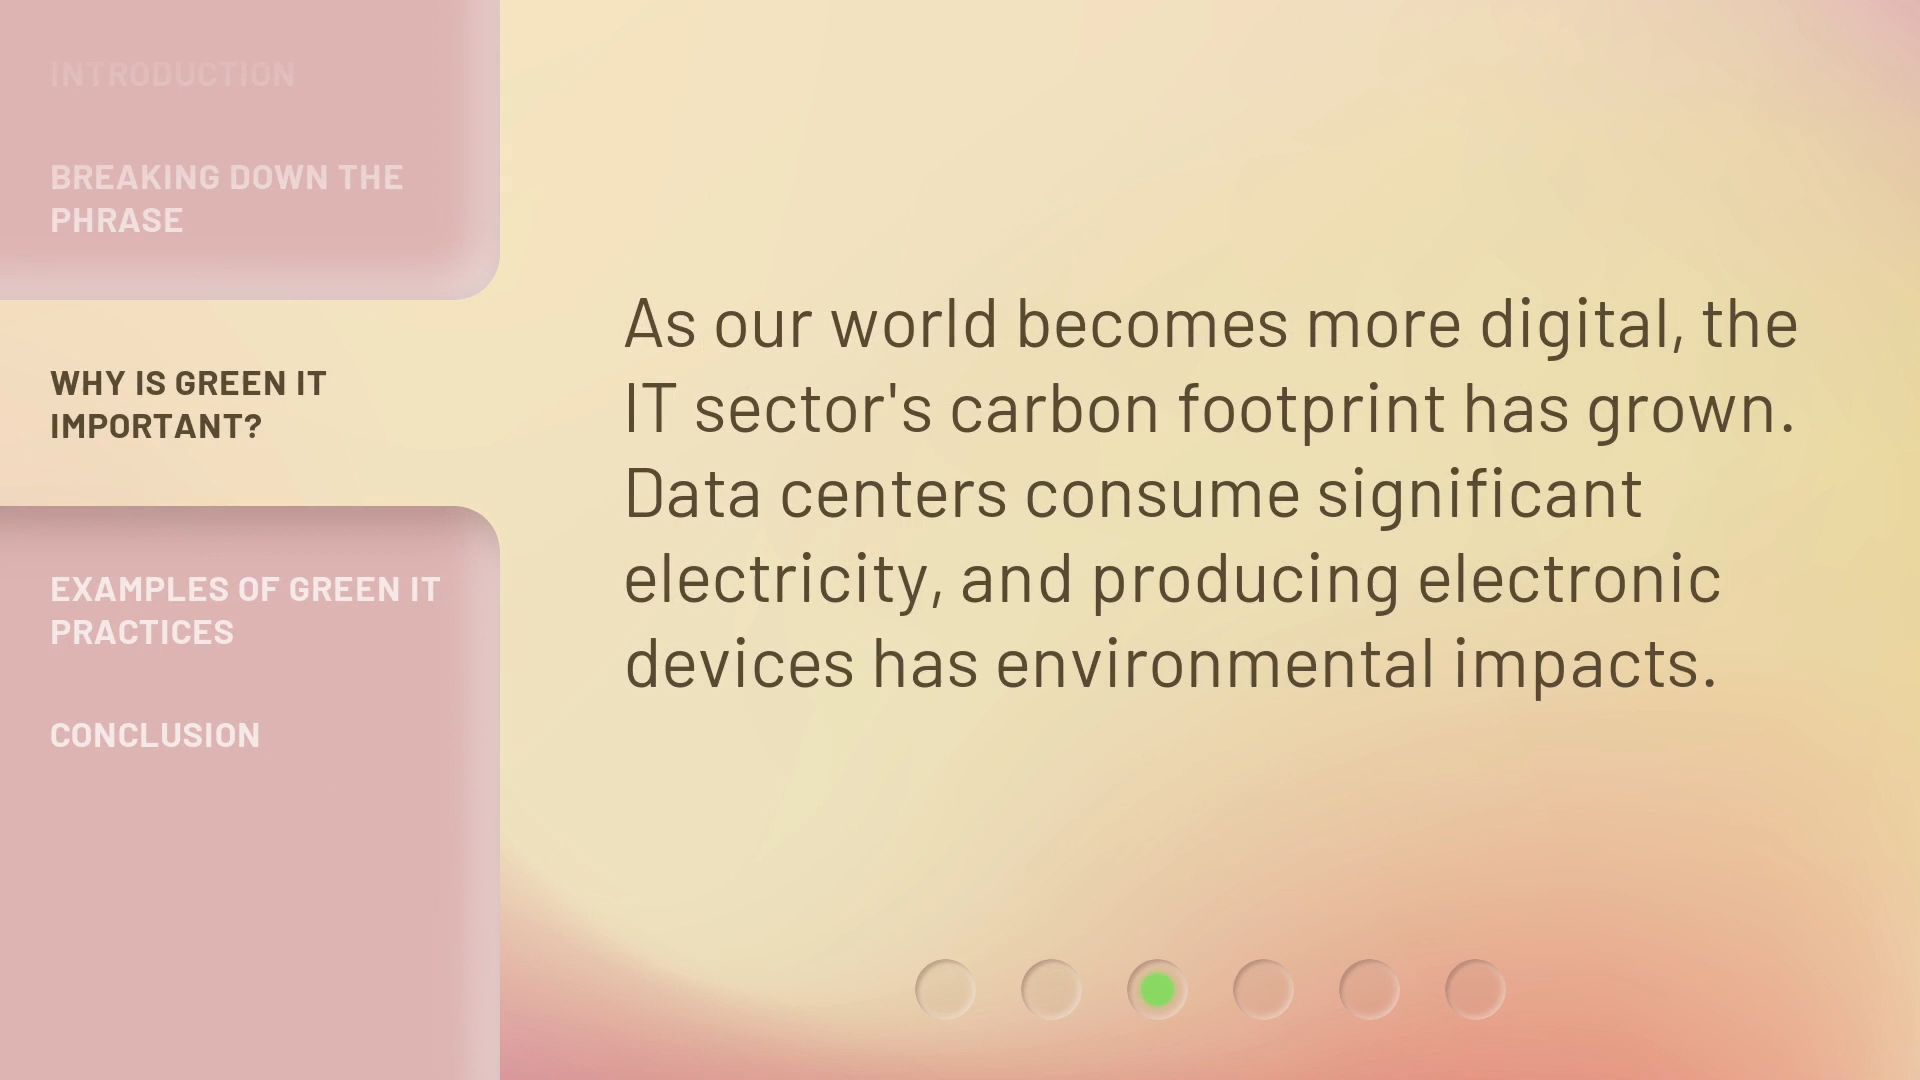 INTRODUCTION
BREAKING DOWN THE
PHRASE
WHY IS GREEN IT
IMPORTANT?
EXAMPLES OF GREEN IT
PRACTICES
CONCLUSION
As our world becomes more digital, the
IT sector's carbon footprint has grown.
Data centers consume significant
electricity, and producing electronic
devices has environmental impacts.